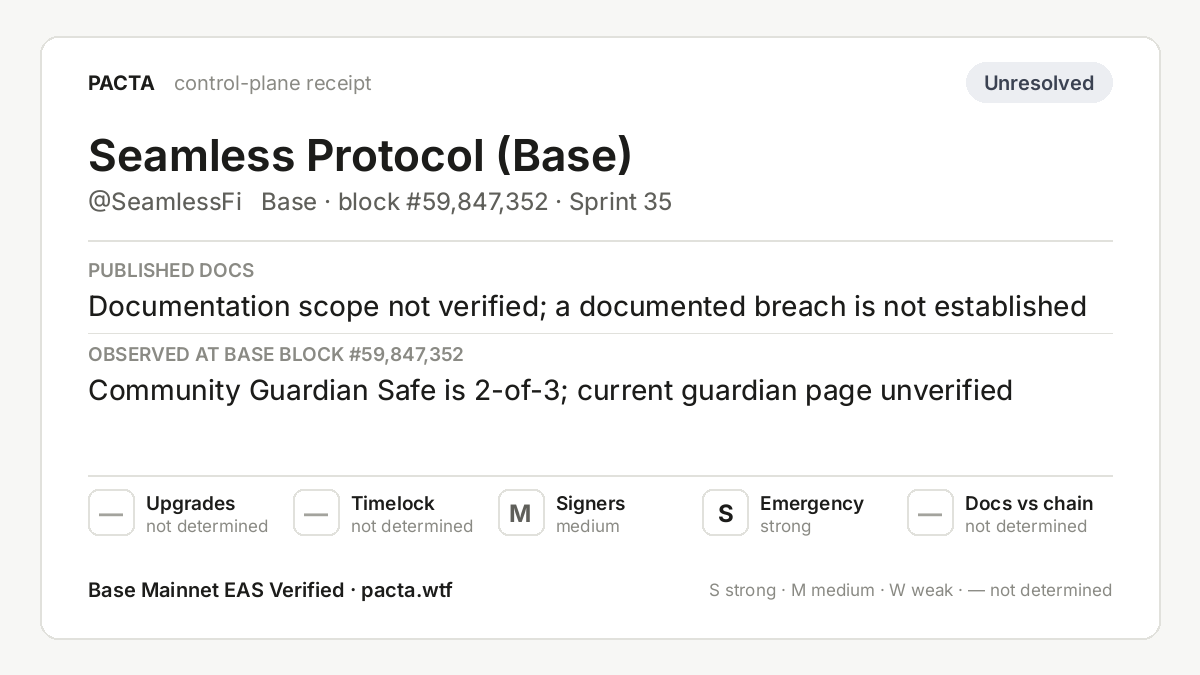 PACTA control-plane receipt Unresolved
Seamless Protocol (Base)
@SeamlessFi Base · block #59,847,352 · Sprint 35
PUBLISHED DOCS
Documentation scope not verified; a documented breach is not established
OBSERVED AT BASE BLOCK #59,847,352
Community Guardian Safe is 2-of-3; current guardian page unverified
— Upgrades not determined
— Timelock not determined
M Signers medium
S Emergency strong
— Docs vs chain not determined
Base Mainnet EAS Verified · pacta.wtf
S strong · M medium · W weak · — not determined